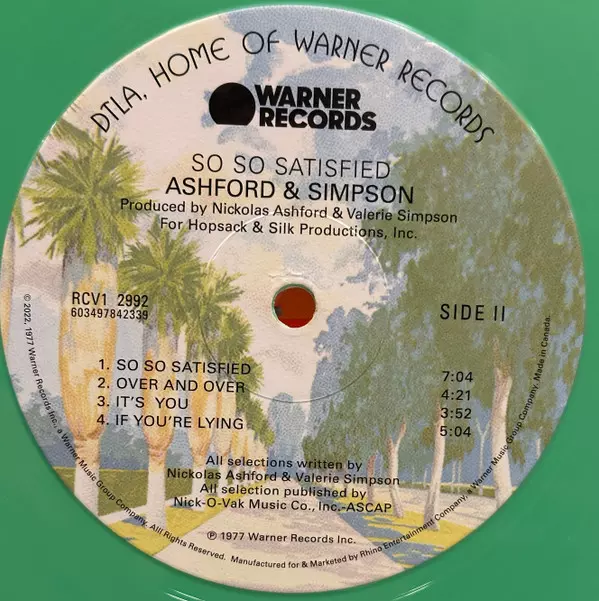 DTLA, HOME OF WARNER RECORDS
WARNER
RECORDS
SO SO SATISFIED
ASHFORD & SIMPSON
Produced by Nickolas Ashford & Valerie Simpson
For Hopsack & Silk Productions, Inc.
RCV1 2992
603497842339
SIDE II
1. SO SO SATISFIED 7:04
2. OVER AND OVER 4:21
3. IT'S YOU 3:52
4. IF YOU'RE LYING 5:04
All selections written by
Nickolas Ashford & Valerie Simpson
All selection published by
Nick-O-Vak Music Co., Inc.-ASCAP
℗ 1977 Warner Records Inc.
© 2022, 1977 Warner Records Inc., a Warner Music Group Company. All Rights Reserved. Manufactured for & Marketed by Rhino Entertainment Company, a Warner Music Group Company. Made in Canada.